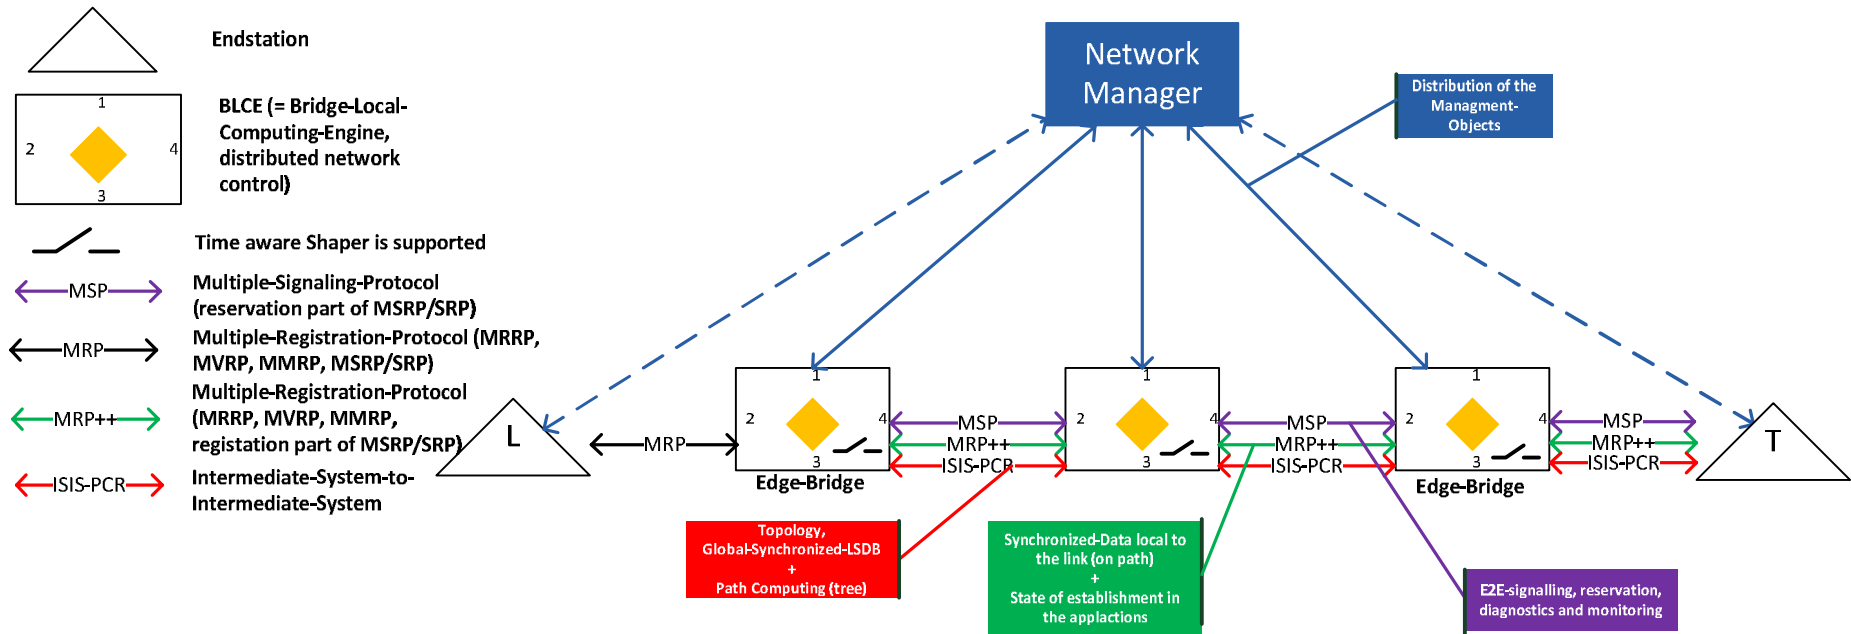 Endstation
1
2
4
3
BLCE (= Bridge-Local-
Computing-Engine,
distributed network
control)
Time aware Shaper is supported
MSP
Multiple-Signaling-Protocol
(reservation part of MSRP/SRP)
MRP
Multiple-Registration-Protocol (MRRP,
MVRP, MMRP, MSRP/SRP)
MRP++
Multiple-Registration-Protocol
(MRRP, MVRP, MMRP,
registation part of MSRP/SRP)
ISIS-PCR
Intermediate-System-to-
Intermediate-System
Network
Manager
Distribution of the
Managment-
Objects
L
MRP
1
2
4
3
Edge-Bridge
MSP
MRP++
ISIS-PCR
1
2
4
3
MSP
MRP++
ISIS-PCR
1
2
4
3
Edge-Bridge
MSP
MRP++
ISIS-PCR
T
Topology,
Global-Synchronized-LSDB
+
Path Computing (tree)
Synchronized-Data local to
the link (on path)
+
State of establishment in
the applactions
E2E-signalling, reservation,
diagnostics and monitoring